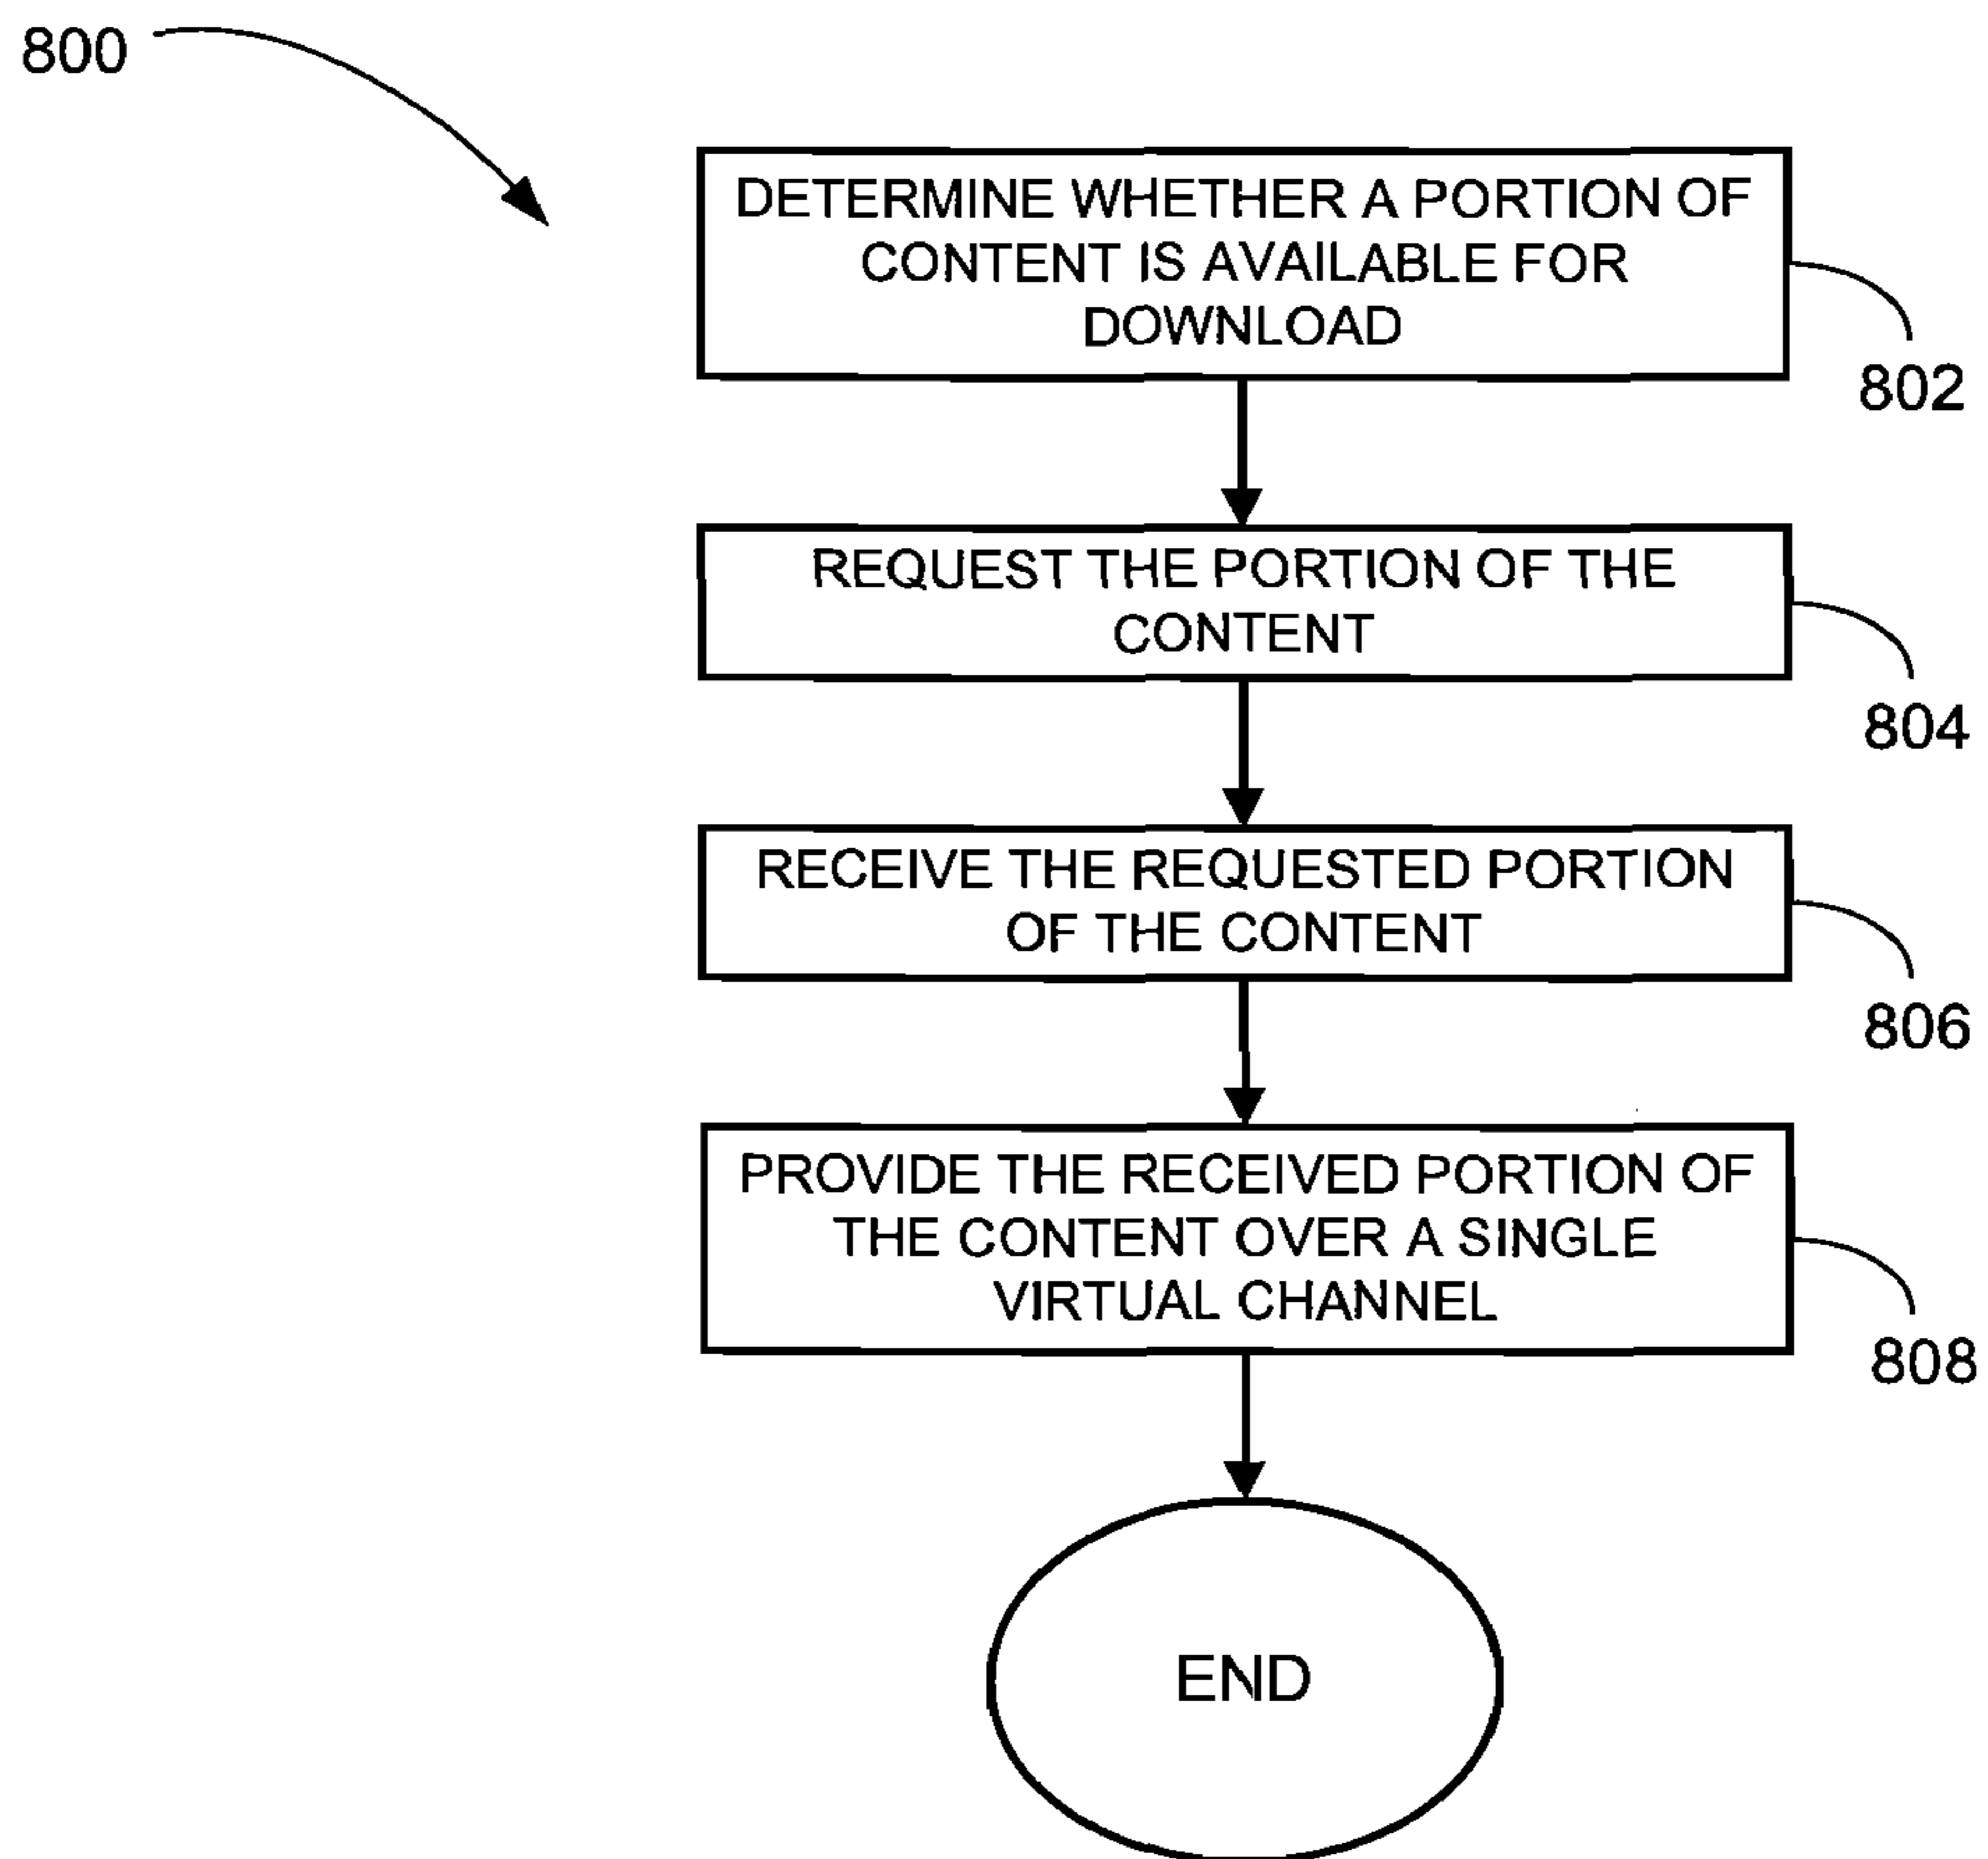 800
DETERMINE WHETHER A PORTION OF
CONTENT IS AVAILABLE FOR
DOWNLOAD
802
REQUEST THE PORTION OF THE
CONTENT
804
RECEIVE THE REQUESTED PORTION
OF THE CONTENT
806
PROVIDE THE RECEIVED PORTION OF
THE CONTENT OVER A SINGLE
VIRTUAL CHANNEL
808
END